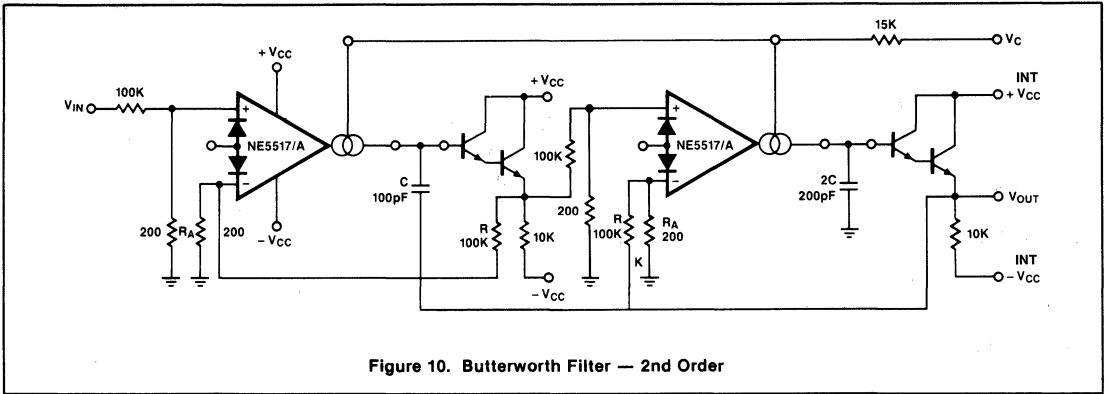 15K
VC
+ VCC
100K
VIN
+
NE5517/A
−
200
RA
200
− VCC
C
100pF
+ VCC
R
100K
10K
− VCC
100K
200
+
NE5517/A
−
R
100K
K
RA
200
2C
200pF
INT
+ VCC
VOUT
10K
INT
− VCC
Figure 10. Butterworth Filter — 2nd Order